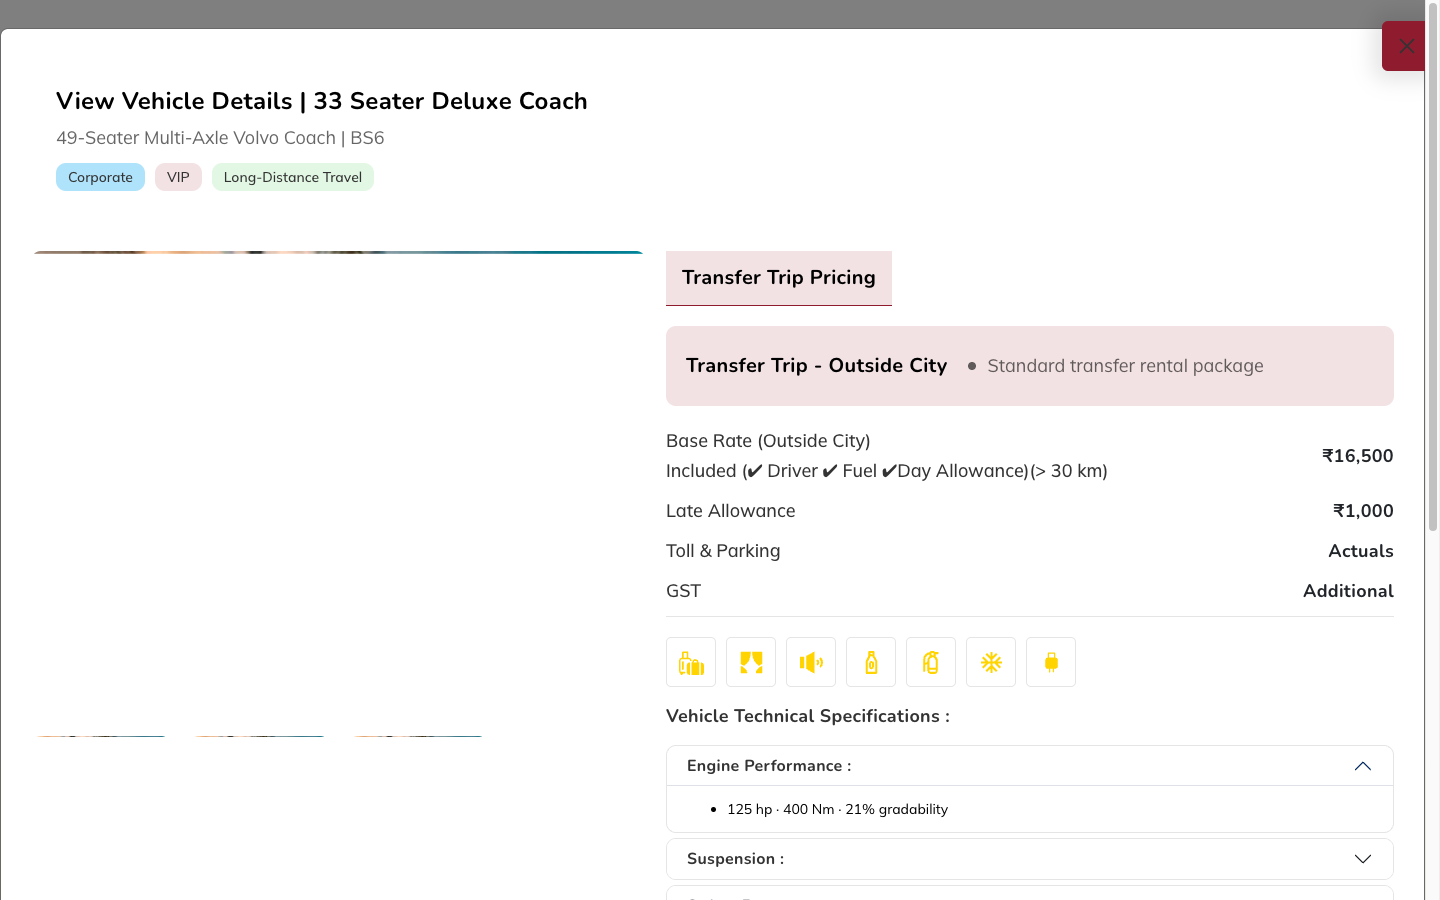 View Vehicle Details | 33 Seater Deluxe Coach
49-Seater Multi-Axle Volvo Coach | BS6
Corporate
VIP
Long-Distance Travel
Transfer Trip Pricing
Transfer Trip - Outside City
Standard transfer rental package
Base Rate (Outside City)
Included (✔ Driver ✔ Fuel ✔Day Allowance)(> 30 km)
₹16,500
Late Allowance
₹1,000
Toll & Parking
Actuals
GST
Additional
Vehicle Technical Specifications :
Engine Performance :
• 125 hp · 400 Nm · 21% gradability
Suspension :